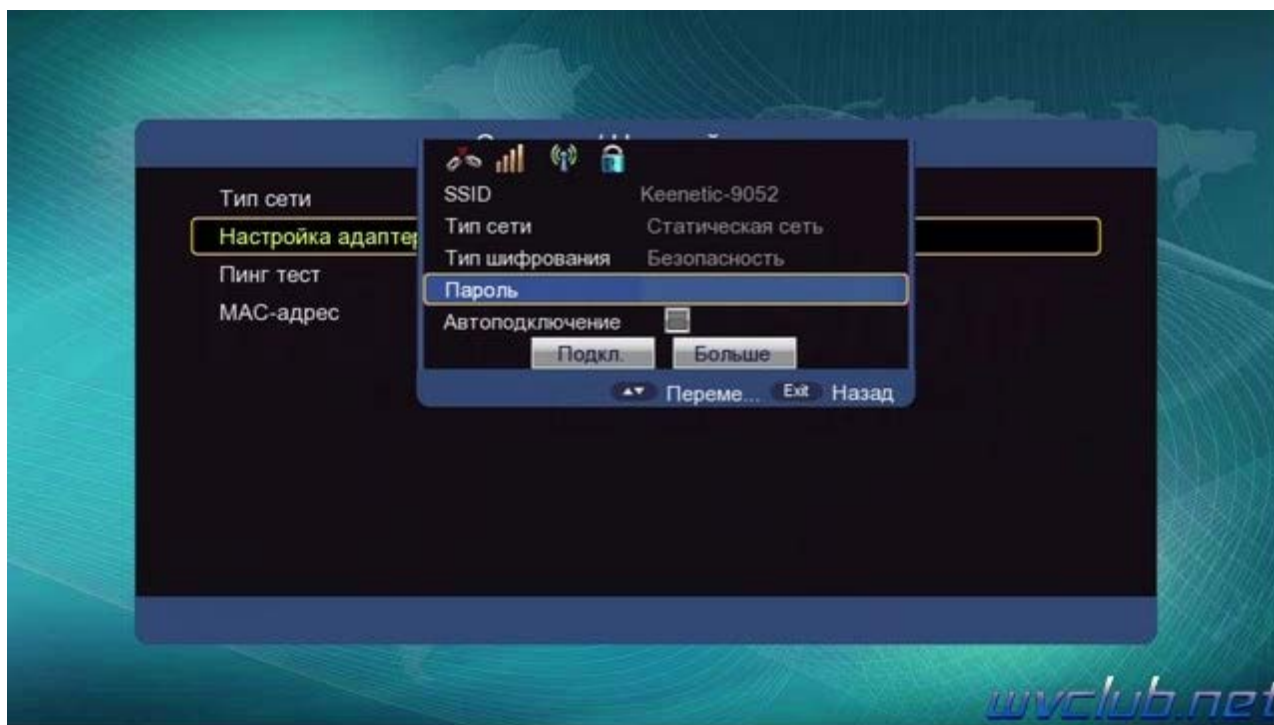 SSID Keenetic-9052
Тип сети Статическая сеть
Тип шифрования Безопасность
Пароль
Автоподключение
Подкл. Больше
Переме... Exit Назад
Тип сети
Настройка адаптер
Пинг тест
MAC-адрес
wvclub.net